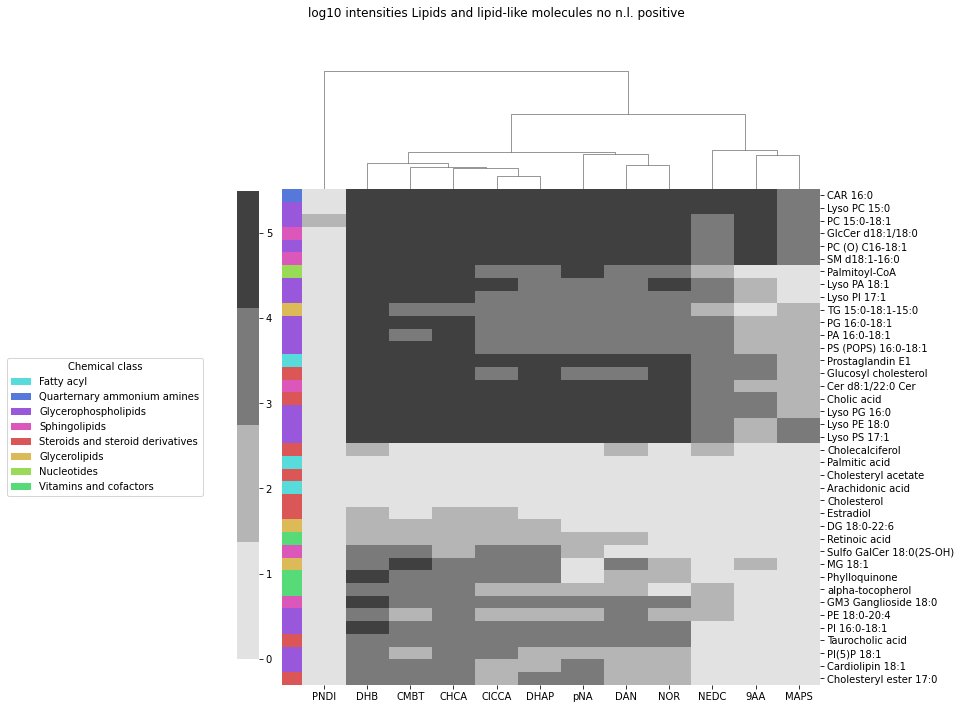 log10 intensities Lipids and lipid-like molecules no n.l. positive
5
4
3
2
1
0
Chemical class
Fatty acyl
Quarternary ammonium amines
Glycerophospholipids
Sphingolipids
Steroids and steroid derivatives
Glycerolipids
Nucleotides
Vitamins and cofactors
CAR 16:0
Lyso PC 15:0
PC 15:0-18:1
GlcCer d18:1/18:0
PC (O) C16-18:1
SM d18:1-16:0
Palmitoyl-CoA
Lyso PA 18:1
Lyso PI 17:1
TG 15:0-18:1-15:0
PG 16:0-18:1
PA 16:0-18:1
PS (POPS) 16:0-18:1
Prostaglandin E1
Glucosyl cholesterol
Cer d8:1/22:0 Cer
Cholic acid
Lyso PG 16:0
Lyso PE 18:0
Lyso PS 17:1
Cholecalciferol
Palmitic acid
Cholesteryl acetate
Arachidonic acid
Cholesterol
Estradiol
DG 18:0-22:6
Retinoic acid
Sulfo GalCer 18:0(2S-OH)
MG 18:1
Phylloquinone
alpha-tocopherol
GM3 Ganglioside 18:0
PE 18:0-20:4
PI 16:0-18:1
Taurocholic acid
PI(5)P 18:1
Cardiolipin 18:1
Cholesteryl ester 17:0
PNDI DHB CMBT CHCA ClCCA DHAP pNA DAN NOR NEDC 9AA MAPS